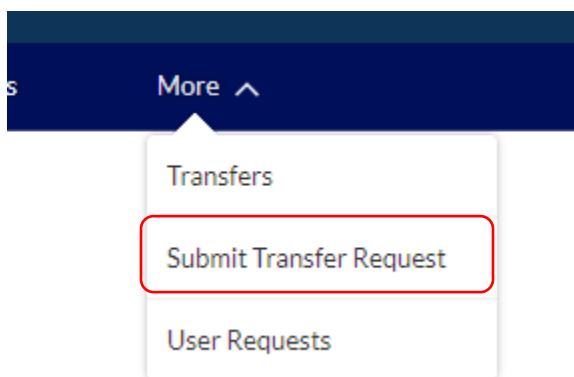 s More
Transfers
Submit Transfer Request
User Requests